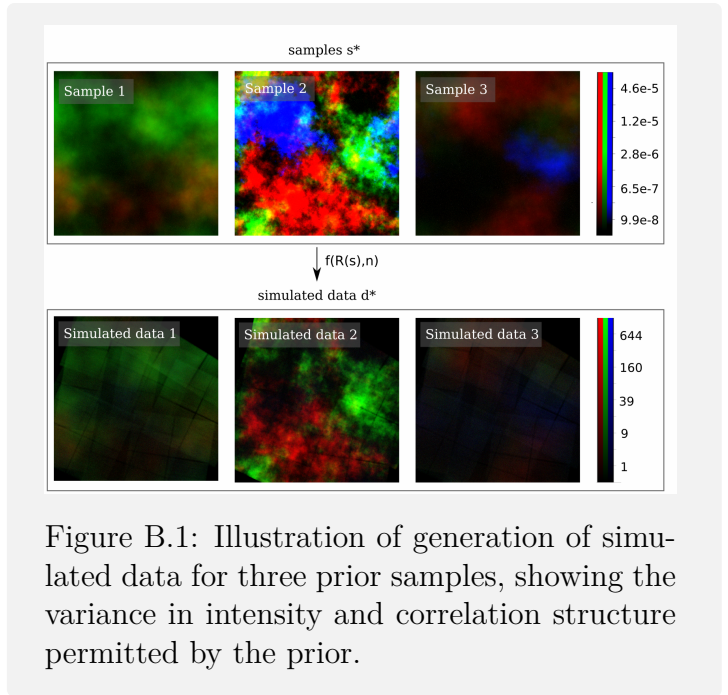 samples s*
Sample 1
Sample 2
Sample 3
4.6e-5
1.2e-5
2.8e-6
6.5e-7
9.9e-8
f(R(s),n)
simulated data d*
Simulated data 1
Simulated data 2
Simulated data 3
644
160
39
9
1
Figure B.1: Illustration of generation of simu-
lated data for three prior samples, showing the
variance in intensity and correlation structure
permitted by the prior.